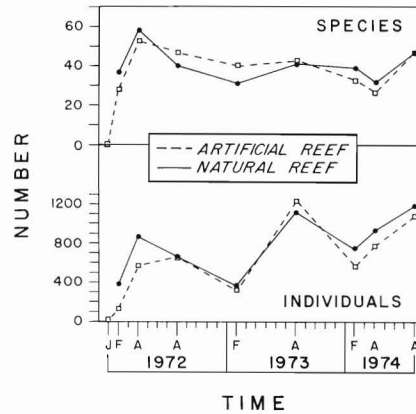 SPECIES
60
40
20
0
NUMBER
ARTIFICIAL REEF
NATURAL REEF
1200
800
400
0
INDIVIDUALS
J F A A F A F A A
1972 1973 1974
TIME